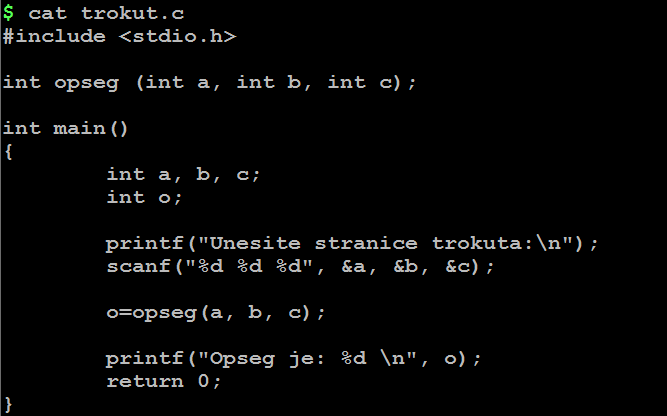 $ cat trokut.c
#include <stdio.h>

int opseg (int a, int b, int c);

int main()
{
        int a, b, c;
        int o;

        printf("Unesite stranice trokuta:\n");
        scanf("%d %d %d", &a, &b, &c);

        o=opseg(a, b, c);

        printf("Opseg je: %d \n", o);
        return 0;
}